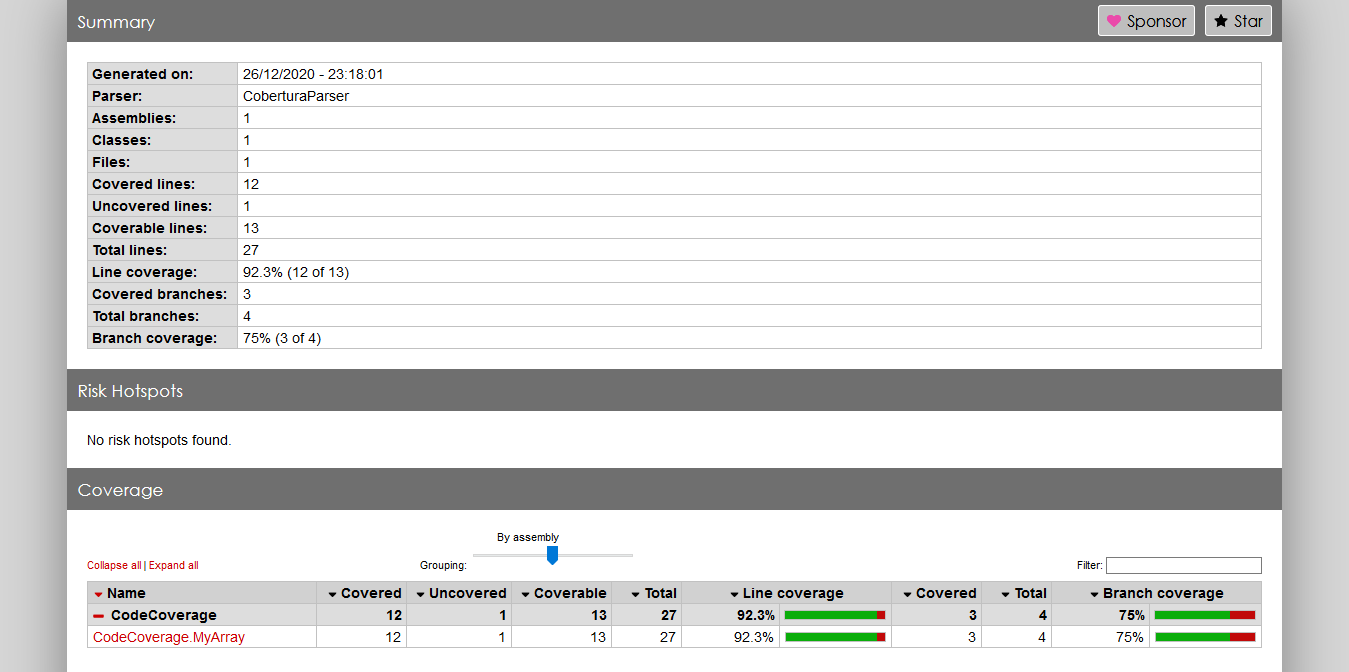 Summary Sponsor Star
Generated on: 26/12/2020 - 23:18:01
Parser: CoberturaParser
Assemblies: 1
Classes: 1
Files: 1
Covered lines: 12
Uncovered lines: 1
Coverable lines: 13
Total lines: 27
Line coverage: 92.3% (12 of 13)
Covered branches: 3
Total branches: 4
Branch coverage: 75% (3 of 4)
Risk Hotspots
No risk hotspots found.
Coverage
By assembly
Collapse all | Expand all Grouping: Filter:
Name Covered Uncovered Coverable Total Line coverage Covered Total Branch coverage
CodeCoverage 12 1 13 27 92.3% 3 4 75%
CodeCoverage.MyArray 12 1 13 27 92.3% 3 4 75%